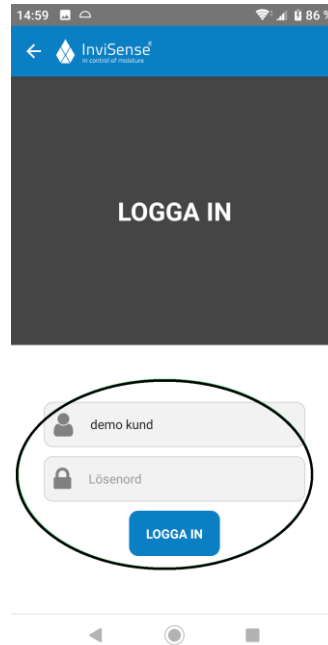 14:59 86 %
InviSense®
in control of moisture
LOGGA IN
demo kund
Lösenord
LOGGA IN